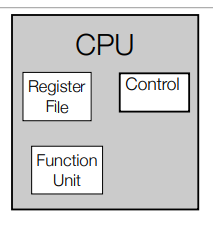 CPU
Register
File
Control
Function
Unit